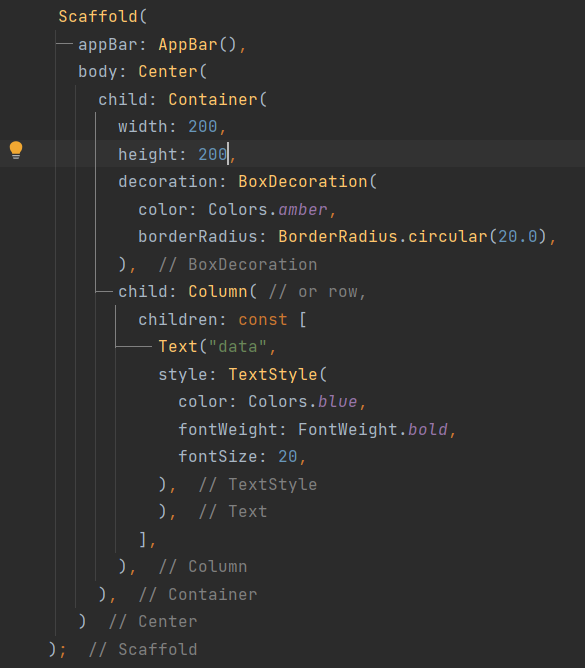 Scaffold(
appBar: AppBar(),
body: Center(
child: Container(
width: 200,
height: 200,
decoration: BoxDecoration(
color: Colors.amber,
borderRadius: BorderRadius.circular(20.0),
), // BoxDecoration
child: Column( // or row,
children: const [
Text("data",
style: TextStyle(
color: Colors.blue,
fontWeight: FontWeight.bold,
fontSize: 20,
), // TextStyle
), // Text
],
), // Column
), // Container
) // Center
); // Scaffold